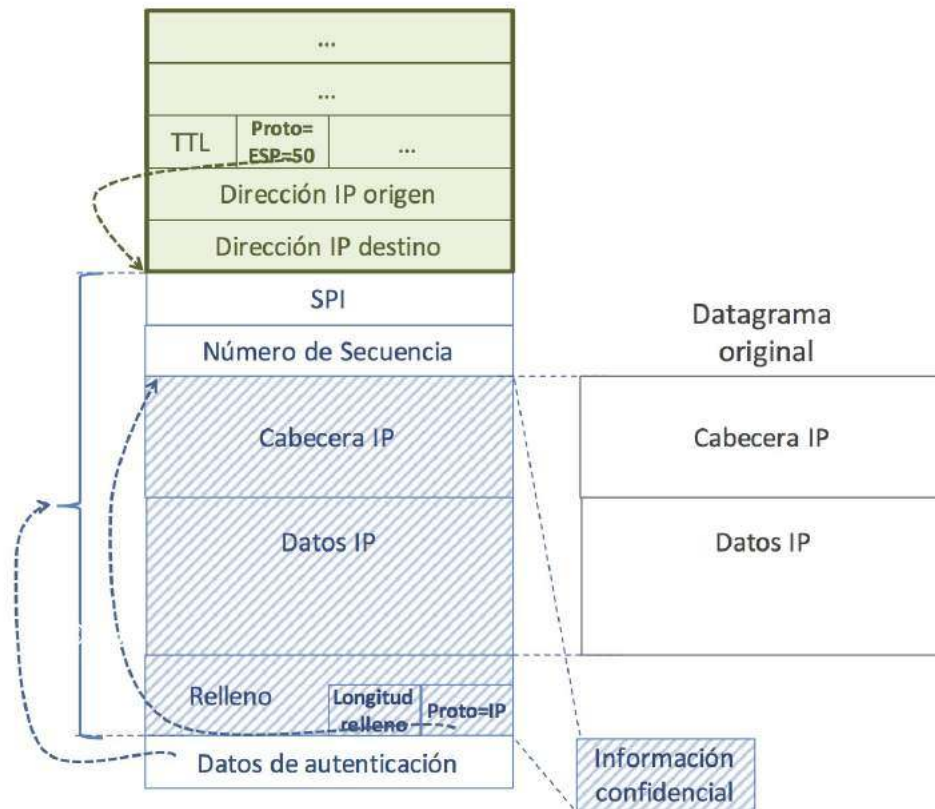 ...
...
TTL
Proto=
ESP=50
...
Dirección IP origen
Dirección IP destino
SPI
Número de Secuencia
Datagrama
original
Cabecera IP
Cabecera IP
Datos IP
Datos IP
Relleno
Longitud
relleno
Proto=IP
Datos de autenticación
Información
confidencial